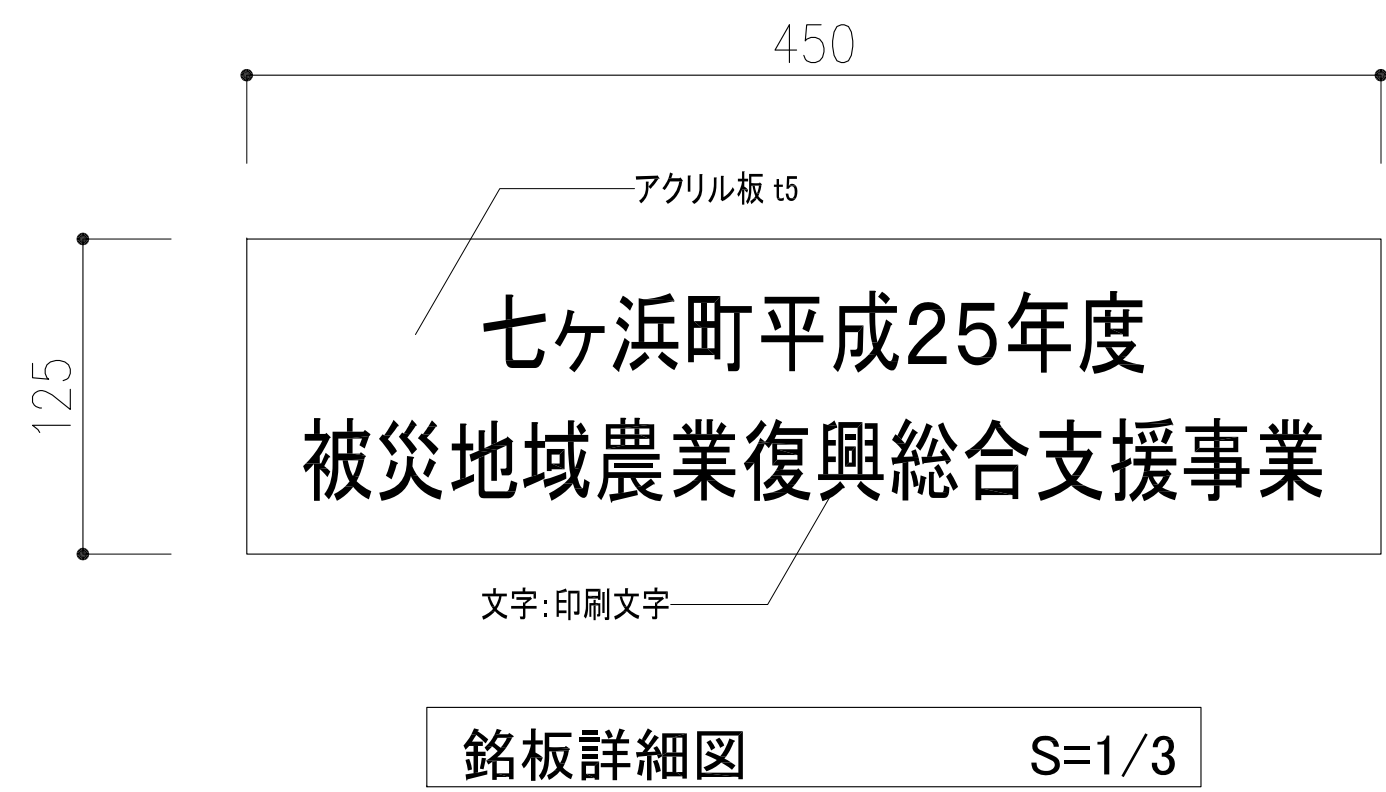 450
アクリル板 t5
125
七ヶ浜町平成25年度
被災地域農業復興総合支援事業
文字:印刷文字
銘板詳細図 S=1/3